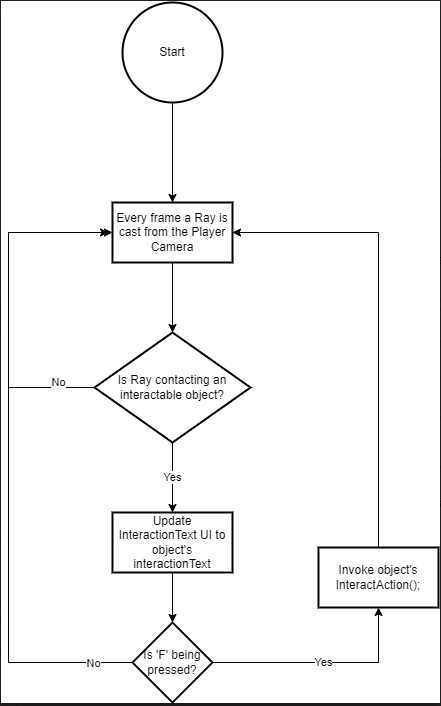 Start
Every frame a Ray is
cast from the Player
Camera
Is Ray contacting an
interactable object?
No
Yes
Update
InteractionText UI to
object's
interactionText
Invoke object's
InteractAction();
Is 'F' being
pressed?
No
Yes